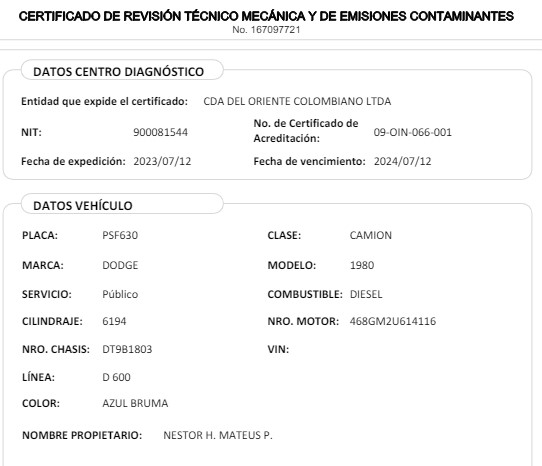 CERTIFICADO DE REVISIÓN TÉCNICO MECÁNICA Y DE EMISIONES CONTAMINANTES
No. 167097721
DATOS CENTRO DIAGNÓSTICO
Entidad que expide el certificado: CDA DEL ORIENTE COLOMBIANO LTDA
NIT: 900081544 No. de Certificado de Acreditación: 09-OIN-066-001
Fecha de expedición: 2023/07/12 Fecha de vencimiento: 2024/07/12
DATOS VEHÍCULO
PLACA: PSF630 CLASE: CAMION
MARCA: DODGE MODELO: 1980
SERVICIO: Público COMBUSTIBLE: DIESEL
CILINDRAJE: 6194 NRO. MOTOR: 468GM2U614116
NRO. CHASIS: DT9B1803 VIN:
LÍNEA: D 600
COLOR: AZUL BRUMA
NOMBRE PROPIETARIO: NESTOR H. MATEUS P.